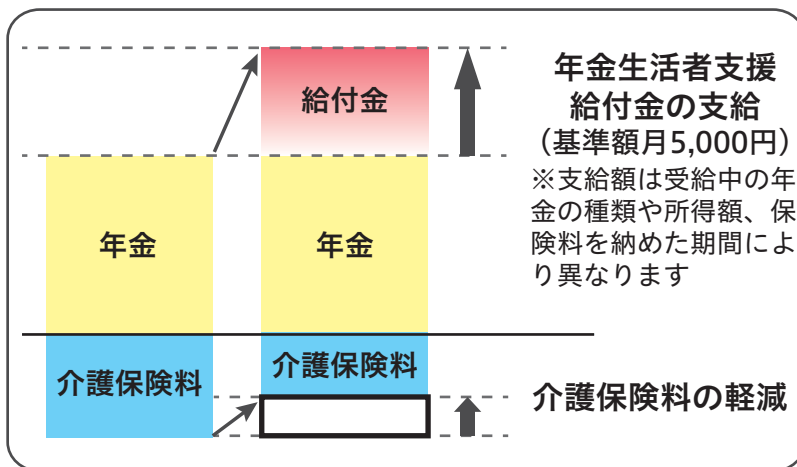 給付金
年金
年金
介護保険料
介護保険料
年金生活者支援
給付金の支給
（基準額月5,000円）
※支給額は受給中の年
金の種類や所得額、保
険料を納めた期間によ
り異なります
介護保険料の軽減